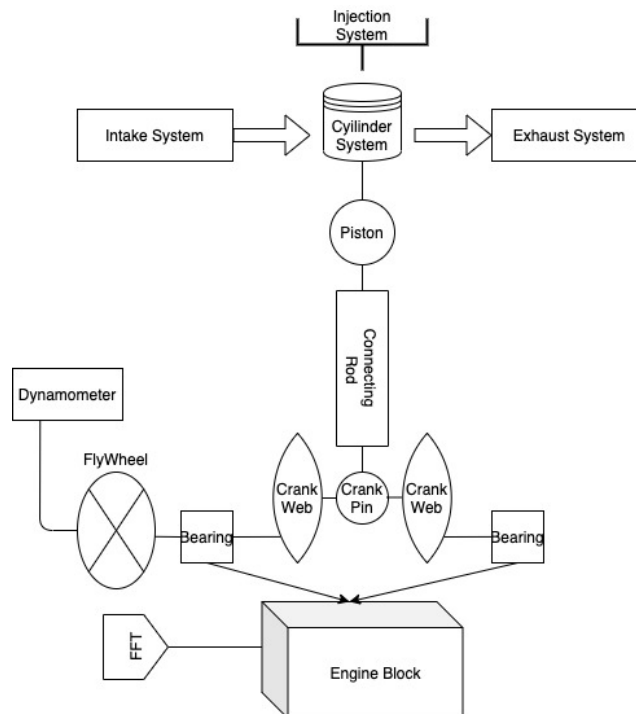 Injection
System
Intake System
Cyilinder
System
Exhaust System
Piston
Connecting
Rod
Dynamometer
FlyWheel
Crank
Web
Crank
Pin
Crank
Web
Bearing
Bearing
FFT
Engine Block